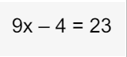 9x – 4 = 23